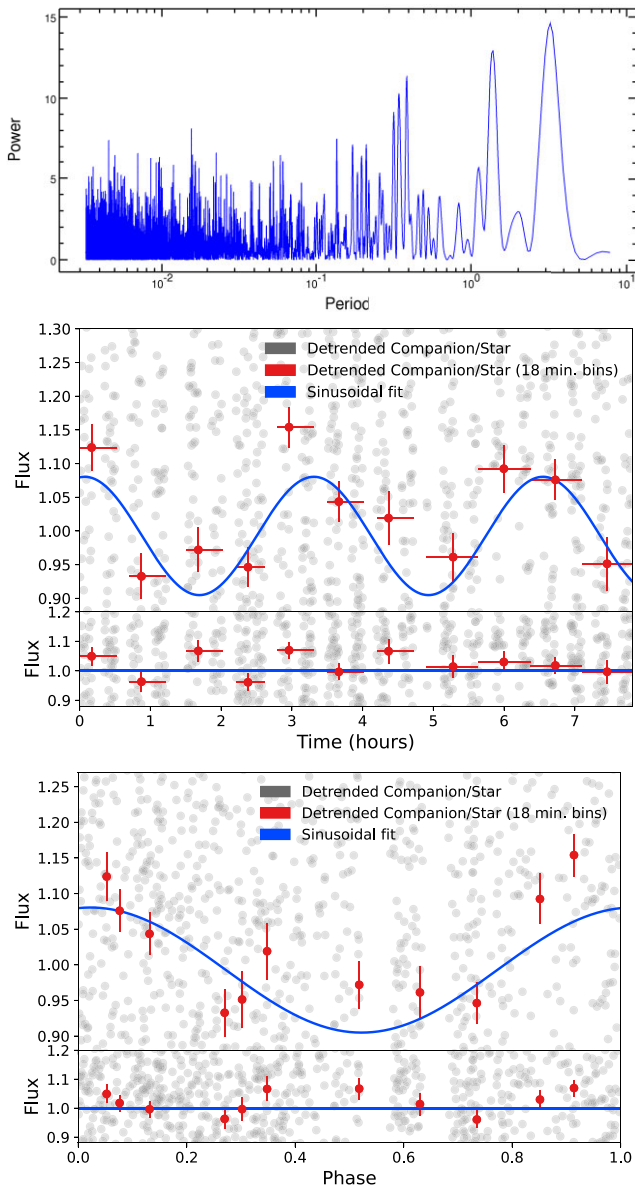 15
10
5
0
Power
10⁻²
10⁻¹
10⁰
10¹
Period
1.30
1.25
1.20
1.15
1.10
1.05
1.00
0.95
0.90
Flux
Detrended Companion/Star
Detrended Companion/Star (18 min. bins)
Sinusoidal fit
1.2
1.1
1.0
0.9
Flux
0 1 2 3 4 5 6 7
Time (hours)
1.25
1.20
1.15
1.10
1.05
1.00
0.95
0.90
Flux
Detrended Companion/Star
Detrended Companion/Star (18 min. bins)
Sinusoidal fit
1.2
1.1
1.0
0.9
Flux
0.0 0.2 0.4 0.6 0.8 1.0
Phase